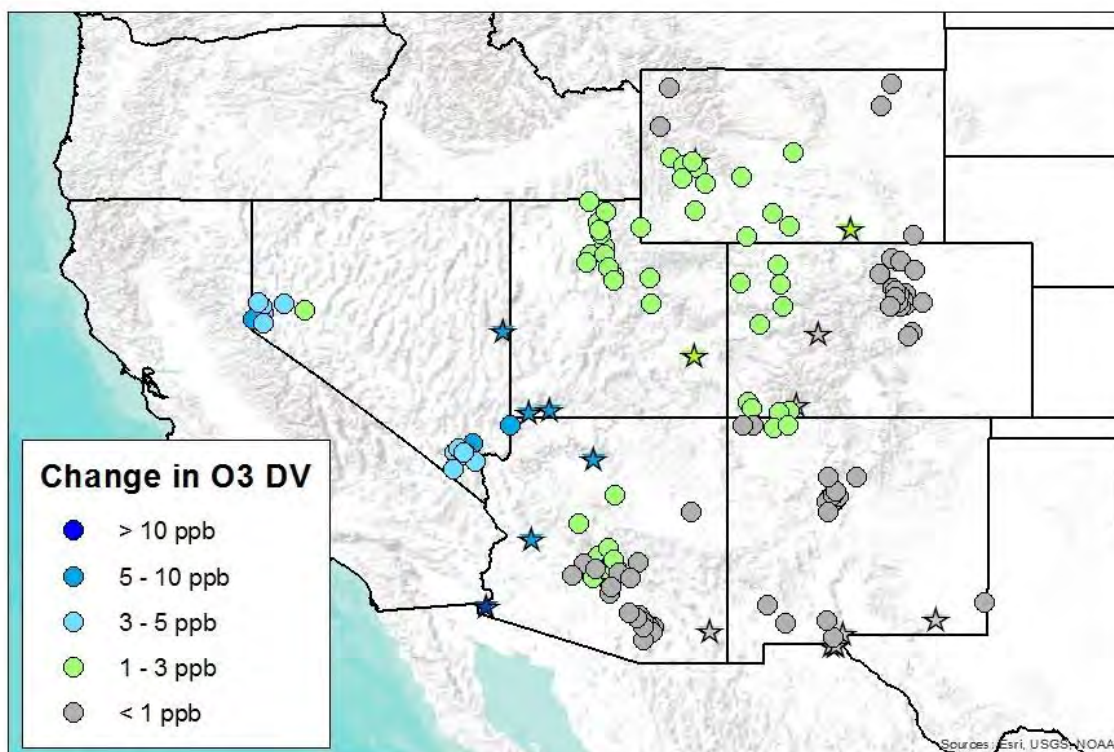 Change in O3 DV
> 10 ppb
5 - 10 ppb
3 - 5 ppb
1 - 3 ppb
< 1 ppb
Sources: Esri, USGS, NOAA